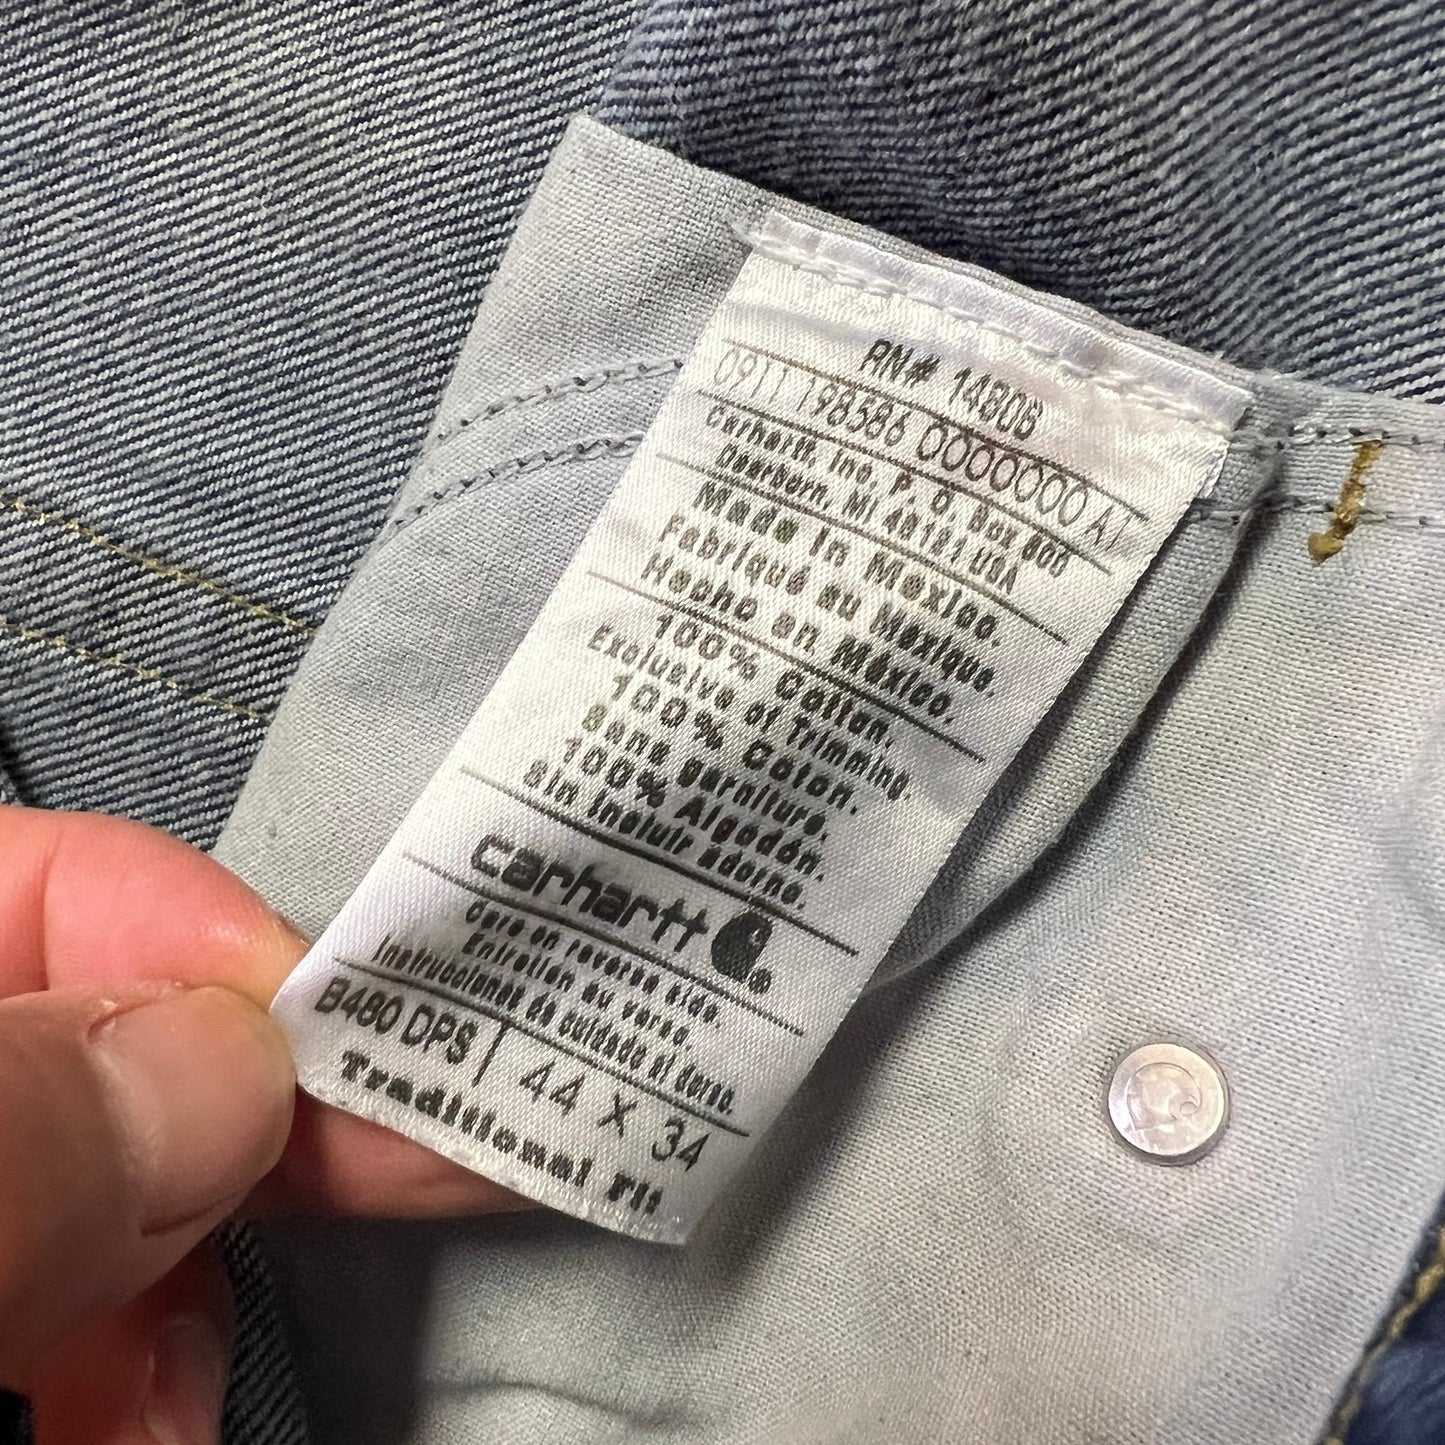 RN# 14806
0911 198586 0000000 AT
Carhartt, Inc, P. O. Box 600
Dearborn, MI 48121 USA
Made in Mexico.
Fabriqué au Mexique.
Hecho en México.
100% Cotton.
Exclusive of Trimming.
100% Coton.
Sans garniture.
100% Algodón.
Sin incluir adorno.
carhartt
Care on reverse side.
Entretien au verso.
Instrucciones de cuidado al dorso.
B460 DPS 44 X 34
Traditional Fit